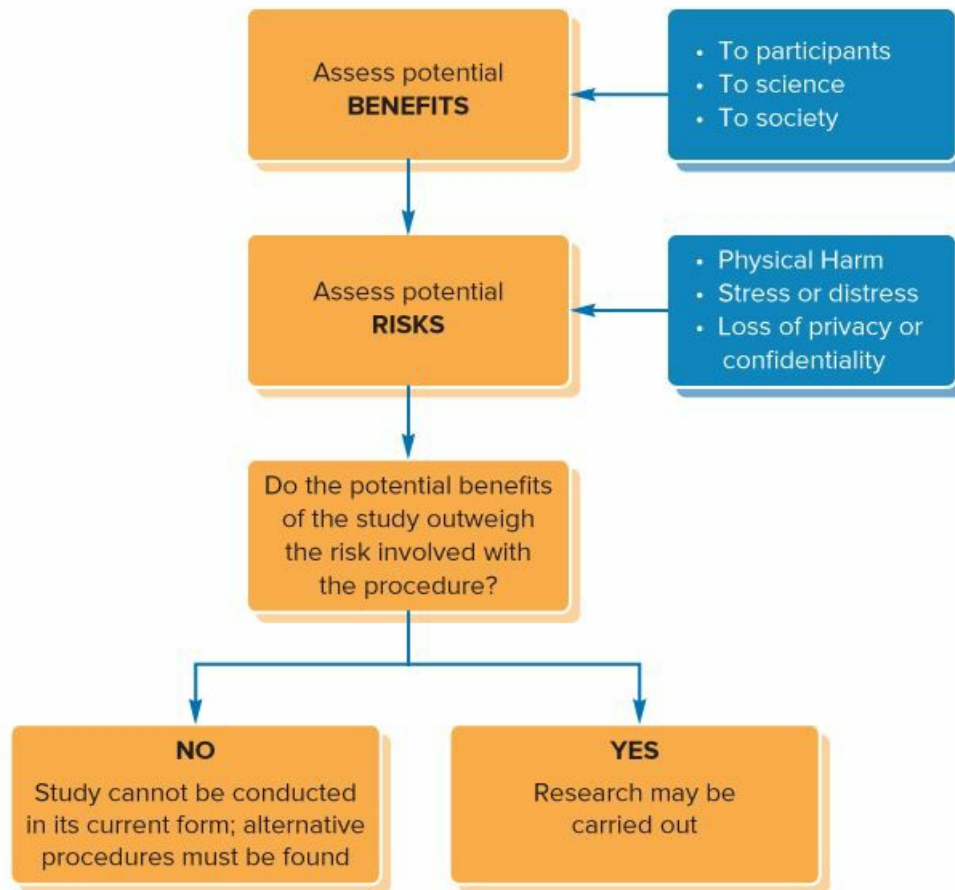 Assess potential
BENEFITS
• To participants
• To science
• To society
Assess potential
RISKS
• Physical Harm
• Stress or distress
• Loss of privacy or
confidentiality
Do the potential benefits
of the study outweigh
the risk involved with
the procedure?
NO
Study cannot be conducted
in its current form; alternative
procedures must be found
YES
Research may be
carried out